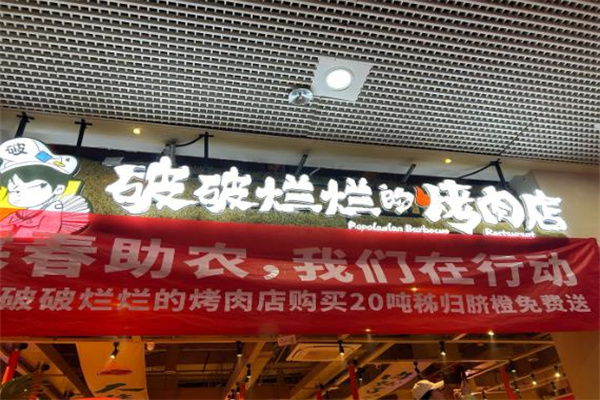 破
破破烂烂的烤肉店
Popolanlan Barbecue Restaurant
春助农,我们在行动
破破烂烂的烤肉店购买20吨秭归脐橙免费送